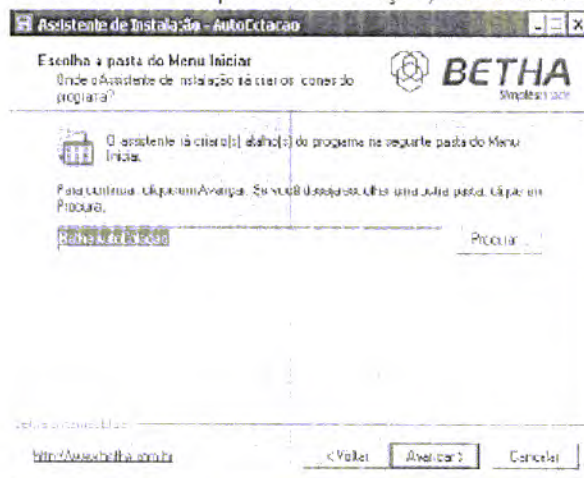 Assistente de Instalação - AutoCotacao
Escolha a pasta do Menu Iniciar
Onde o Assistente de instalação irá criar os ícones do
programa?
BETHA
O assistente irá criar o(s) atalho(s) do programa na seguinte pasta do Menu
Iniciar.
Para continuar, clique em Avançar. Se você deseja escolher uma outra pasta, clique em
Procurar.
Procurar...
http://www.betha.com.br
< Voltar
Avançar >
Cancelar